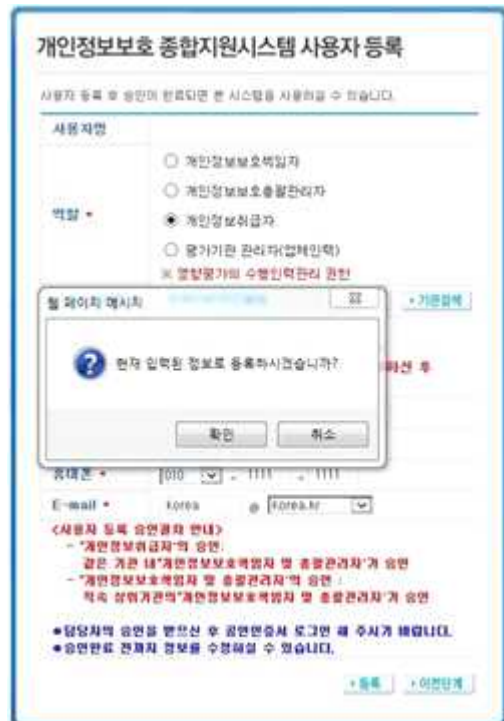 개인정보보호 종합지원시스템 사용자 등록
사용자 등록 후 승인이 완료되면 본 시스템을 사용하실 수 있습니다.
사용자명
역할 •
개인정보보호책임자
개인정보보호총괄관리자
개인정보취급자
평가기관 관리자(업체인력)
※ 영향평가의 수행인력관리 권한
웹 페이지 메시지
기관검색
현재 입력된 정보로 등록하시겠습니까?
하신 후
확인 취소
휴대폰 • 010 - 1111 - 1111
E-mail • korea @ korea.kr
<사용자 등록 승인절차 안내>
- "개인정보취급자"의 승인:
같은 기관 내"개인정보보호책임자 및 총괄관리자"가 승인
- "개인정보보호책임자 및 총괄관리자"의 승인 :
직속 상위기관의"개인정보보호책임자 및 총괄관리자"가 승인
●담당자의 승인을 받으신 후 공인인증서 로그인 해 주시기 바랍니다.
●승인완료 전까지 정보를 수정하실 수 있습니다.
등록 이전단계